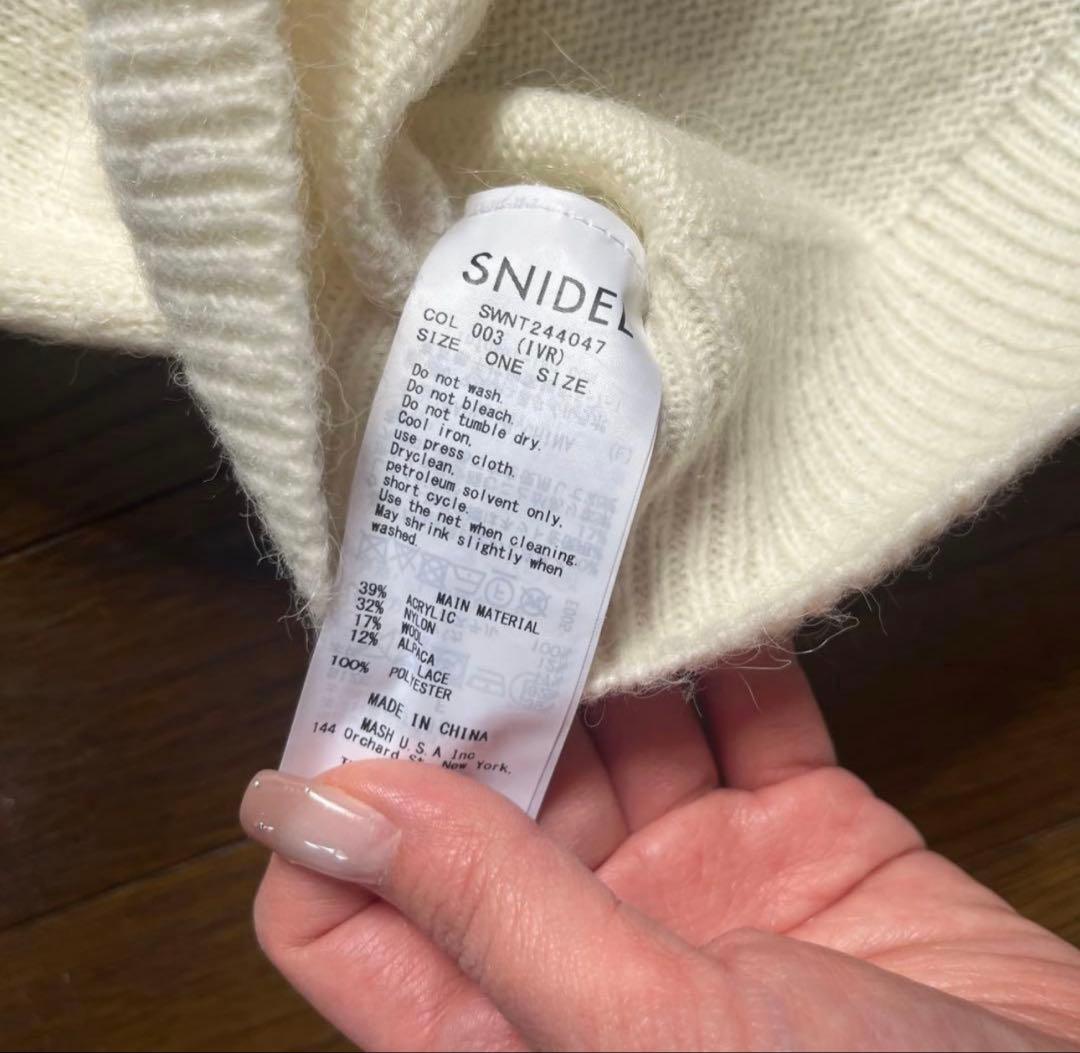 SNIDEL
SWNT244047
COL 003 (IVR)
SIZE ONE SIZE
Do not wash.
Do not bleach.
Do not tumble dry.
Cool iron.
use press cloth.
Dryclean.
petroleum solvent only.
short cycle.
Use the net when cleaning.
May shrink slightly when
washed.
MAIN MATERIAL
39% ACRYLIC
32% NYLON
17% WOOL
12% ALPACA
LACE
100% POLYESTER
MADE IN CHINA
MASH U.S.A Inc
144 Orchard St. New York.